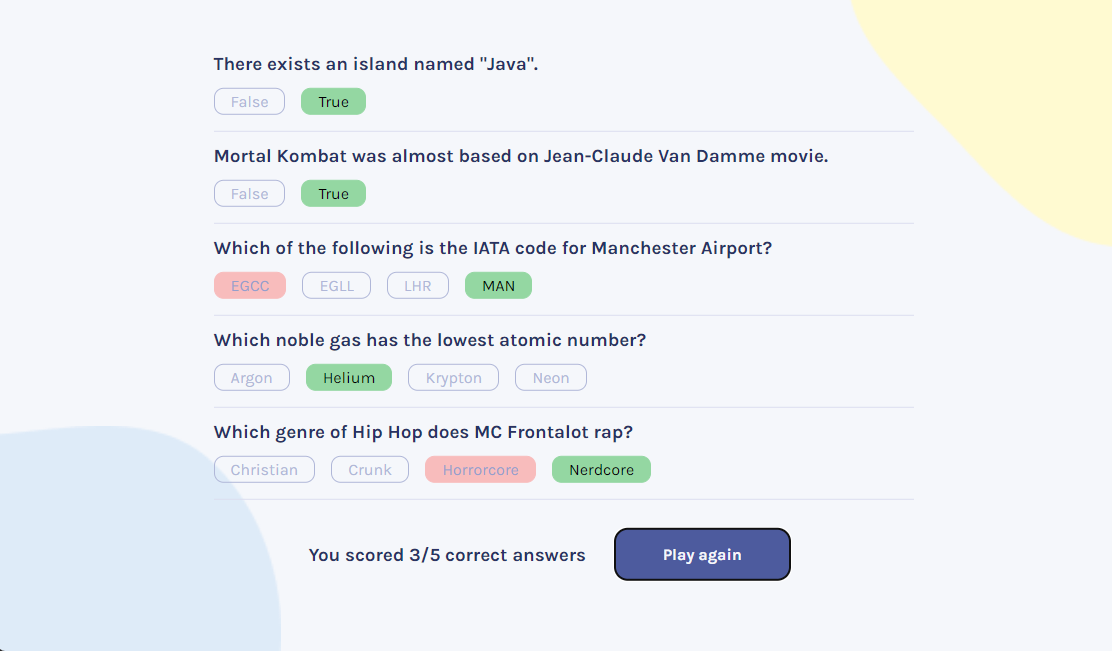 There exists an island named "Java".
False True
Mortal Kombat was almost based on Jean-Claude Van Damme movie.
False True
Which of the following is the IATA code for Manchester Airport?
EGCC EGLL LHR MAN
Which noble gas has the lowest atomic number?
Argon Helium Krypton Neon
Which genre of Hip Hop does MC Frontalot rap?
Christian Crunk Horrorcore Nerdcore
You scored 3/5 correct answers Play again